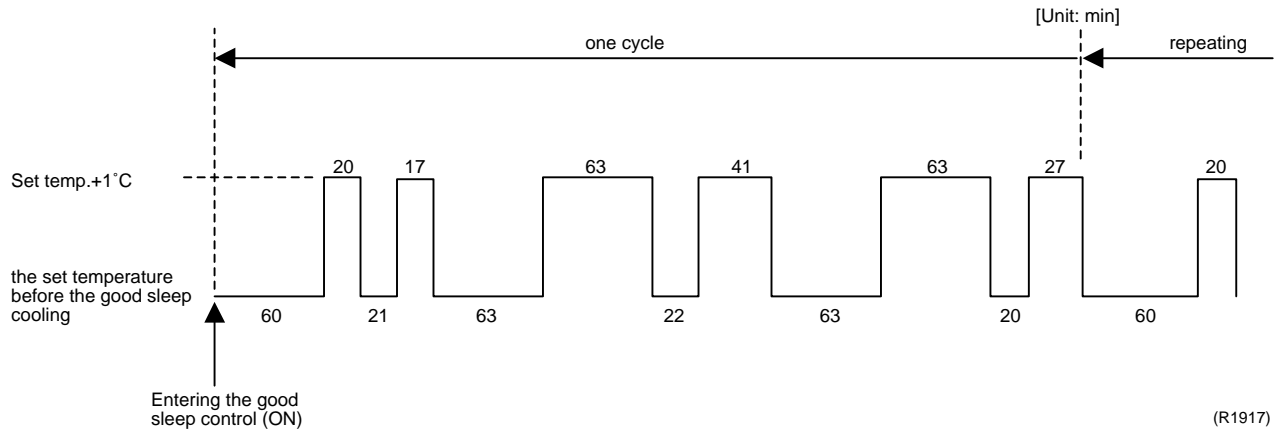 [Unit: min]
one cycle
repeating
20 17 63 41 63 27 20
Set temp.+1˚C
the set temperature
before the good sleep
cooling
60 21 63 22 63 20 60
Entering the good
sleep control (ON)
(R1917)